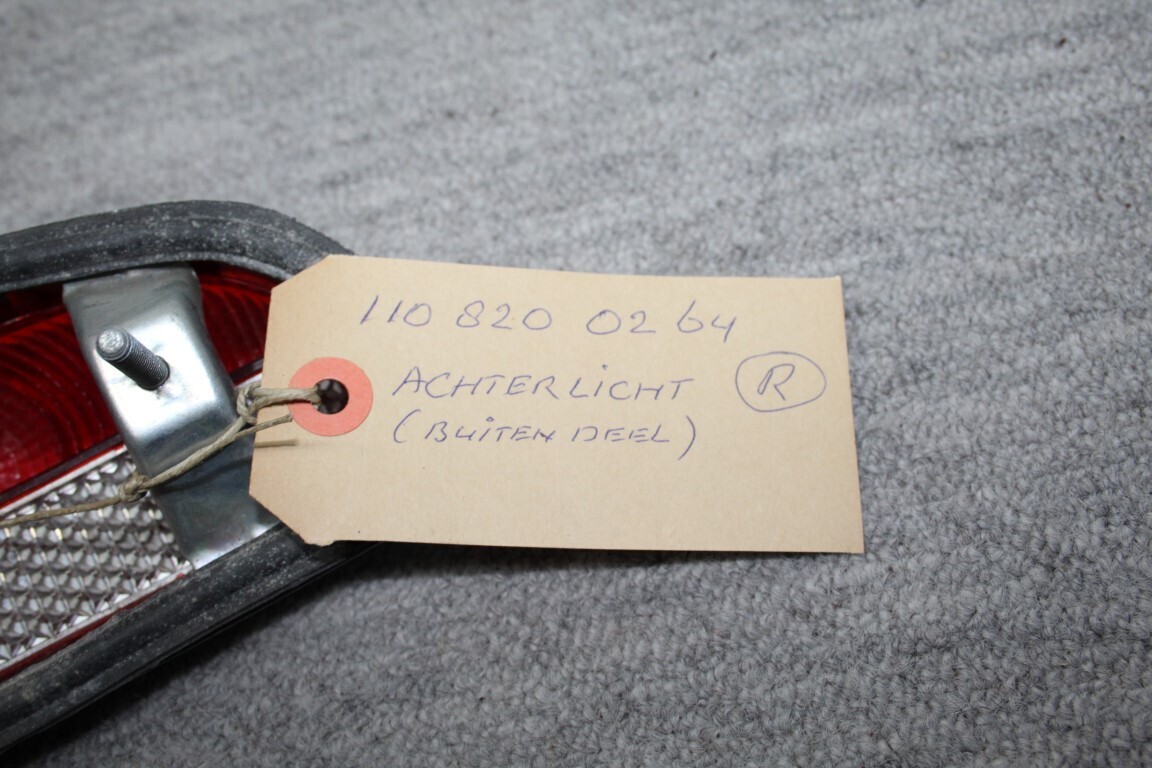 110 820 02 64
ACHTERLICHT R
(BUITEN DEEL)